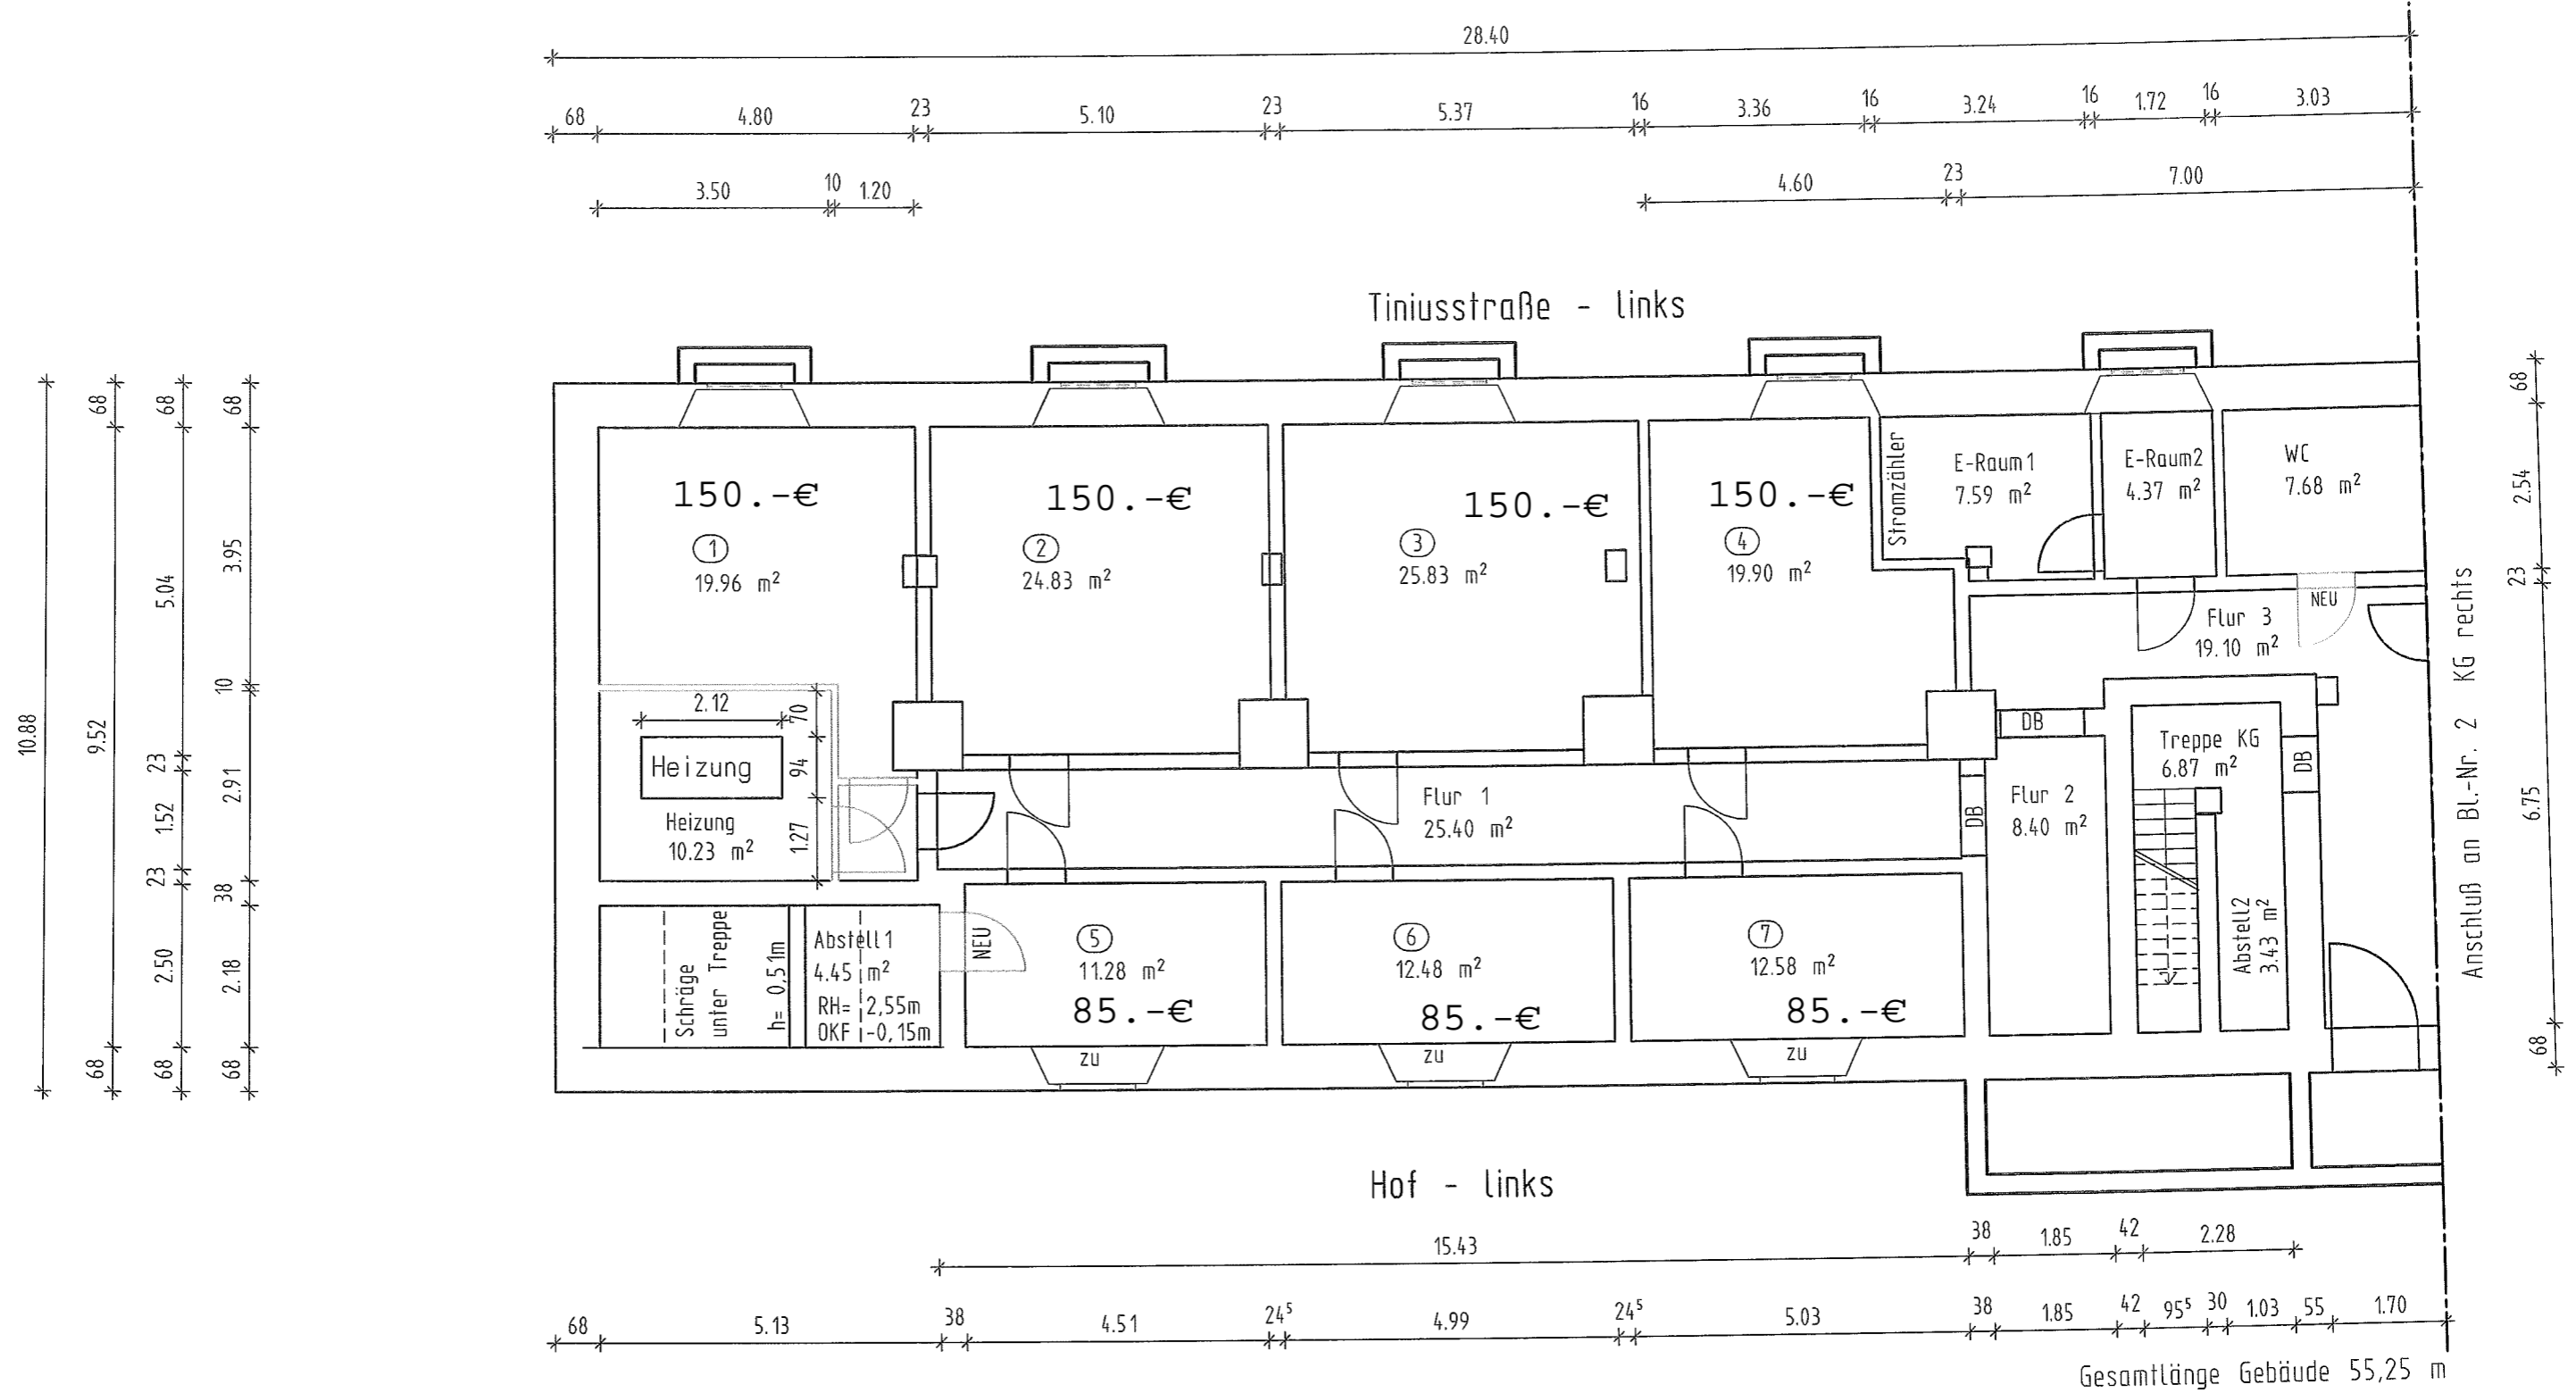 28.40
68 4.80 23 5.10 23 5.37 16 3.36 16 3.24 16 1.72 16 3.03
3.50 10 1.20 4.60 23 7.00
Tiniusstraße - links
10.88
68 9.52 68
68 5.04 23 1.52 23 2.50 68
68 3.95 10 2.91 38 2.18 68
150.-€
1
19.96 m²
150.-€
2
24.83 m²
150.-€
3
25.83 m²
150.-€
4
19.90 m²
Stromzähler
E-Raum1
7.59 m²
E-Raum2
4.37 m²
WC
7.68 m²
NEU
Flur 3
19.10 m²
2.12
70
94
1.27
Heizung
Heizung
10.23 m²
Flur 1
25.40 m²
DB
DB
Flur 2
8.40 m²
Treppe KG
6.87 m²
DB
Abstell2
3.43 m²
Schräge
unter Treppe
h= 0,51m
Abstell1
4.45 m²
RH= 2,55m
OKF -0,15m
NEU
5
11.28 m²
85.-€
zu
6
12.48 m²
85.-€
zu
7
12.58 m²
85.-€
zu
68 2.54 23 6.75 68
Anschluß an Bl.-Nr. 2 KG rechts
Hof - links
15.43 38 1.85 42 2.28
68 5.13 38 4.51 24⁵ 4.99 24⁵ 5.03 38 1.85 42 95⁵ 30 1.03 55 1.70
Gesamtlänge Gebäude 55,25 m